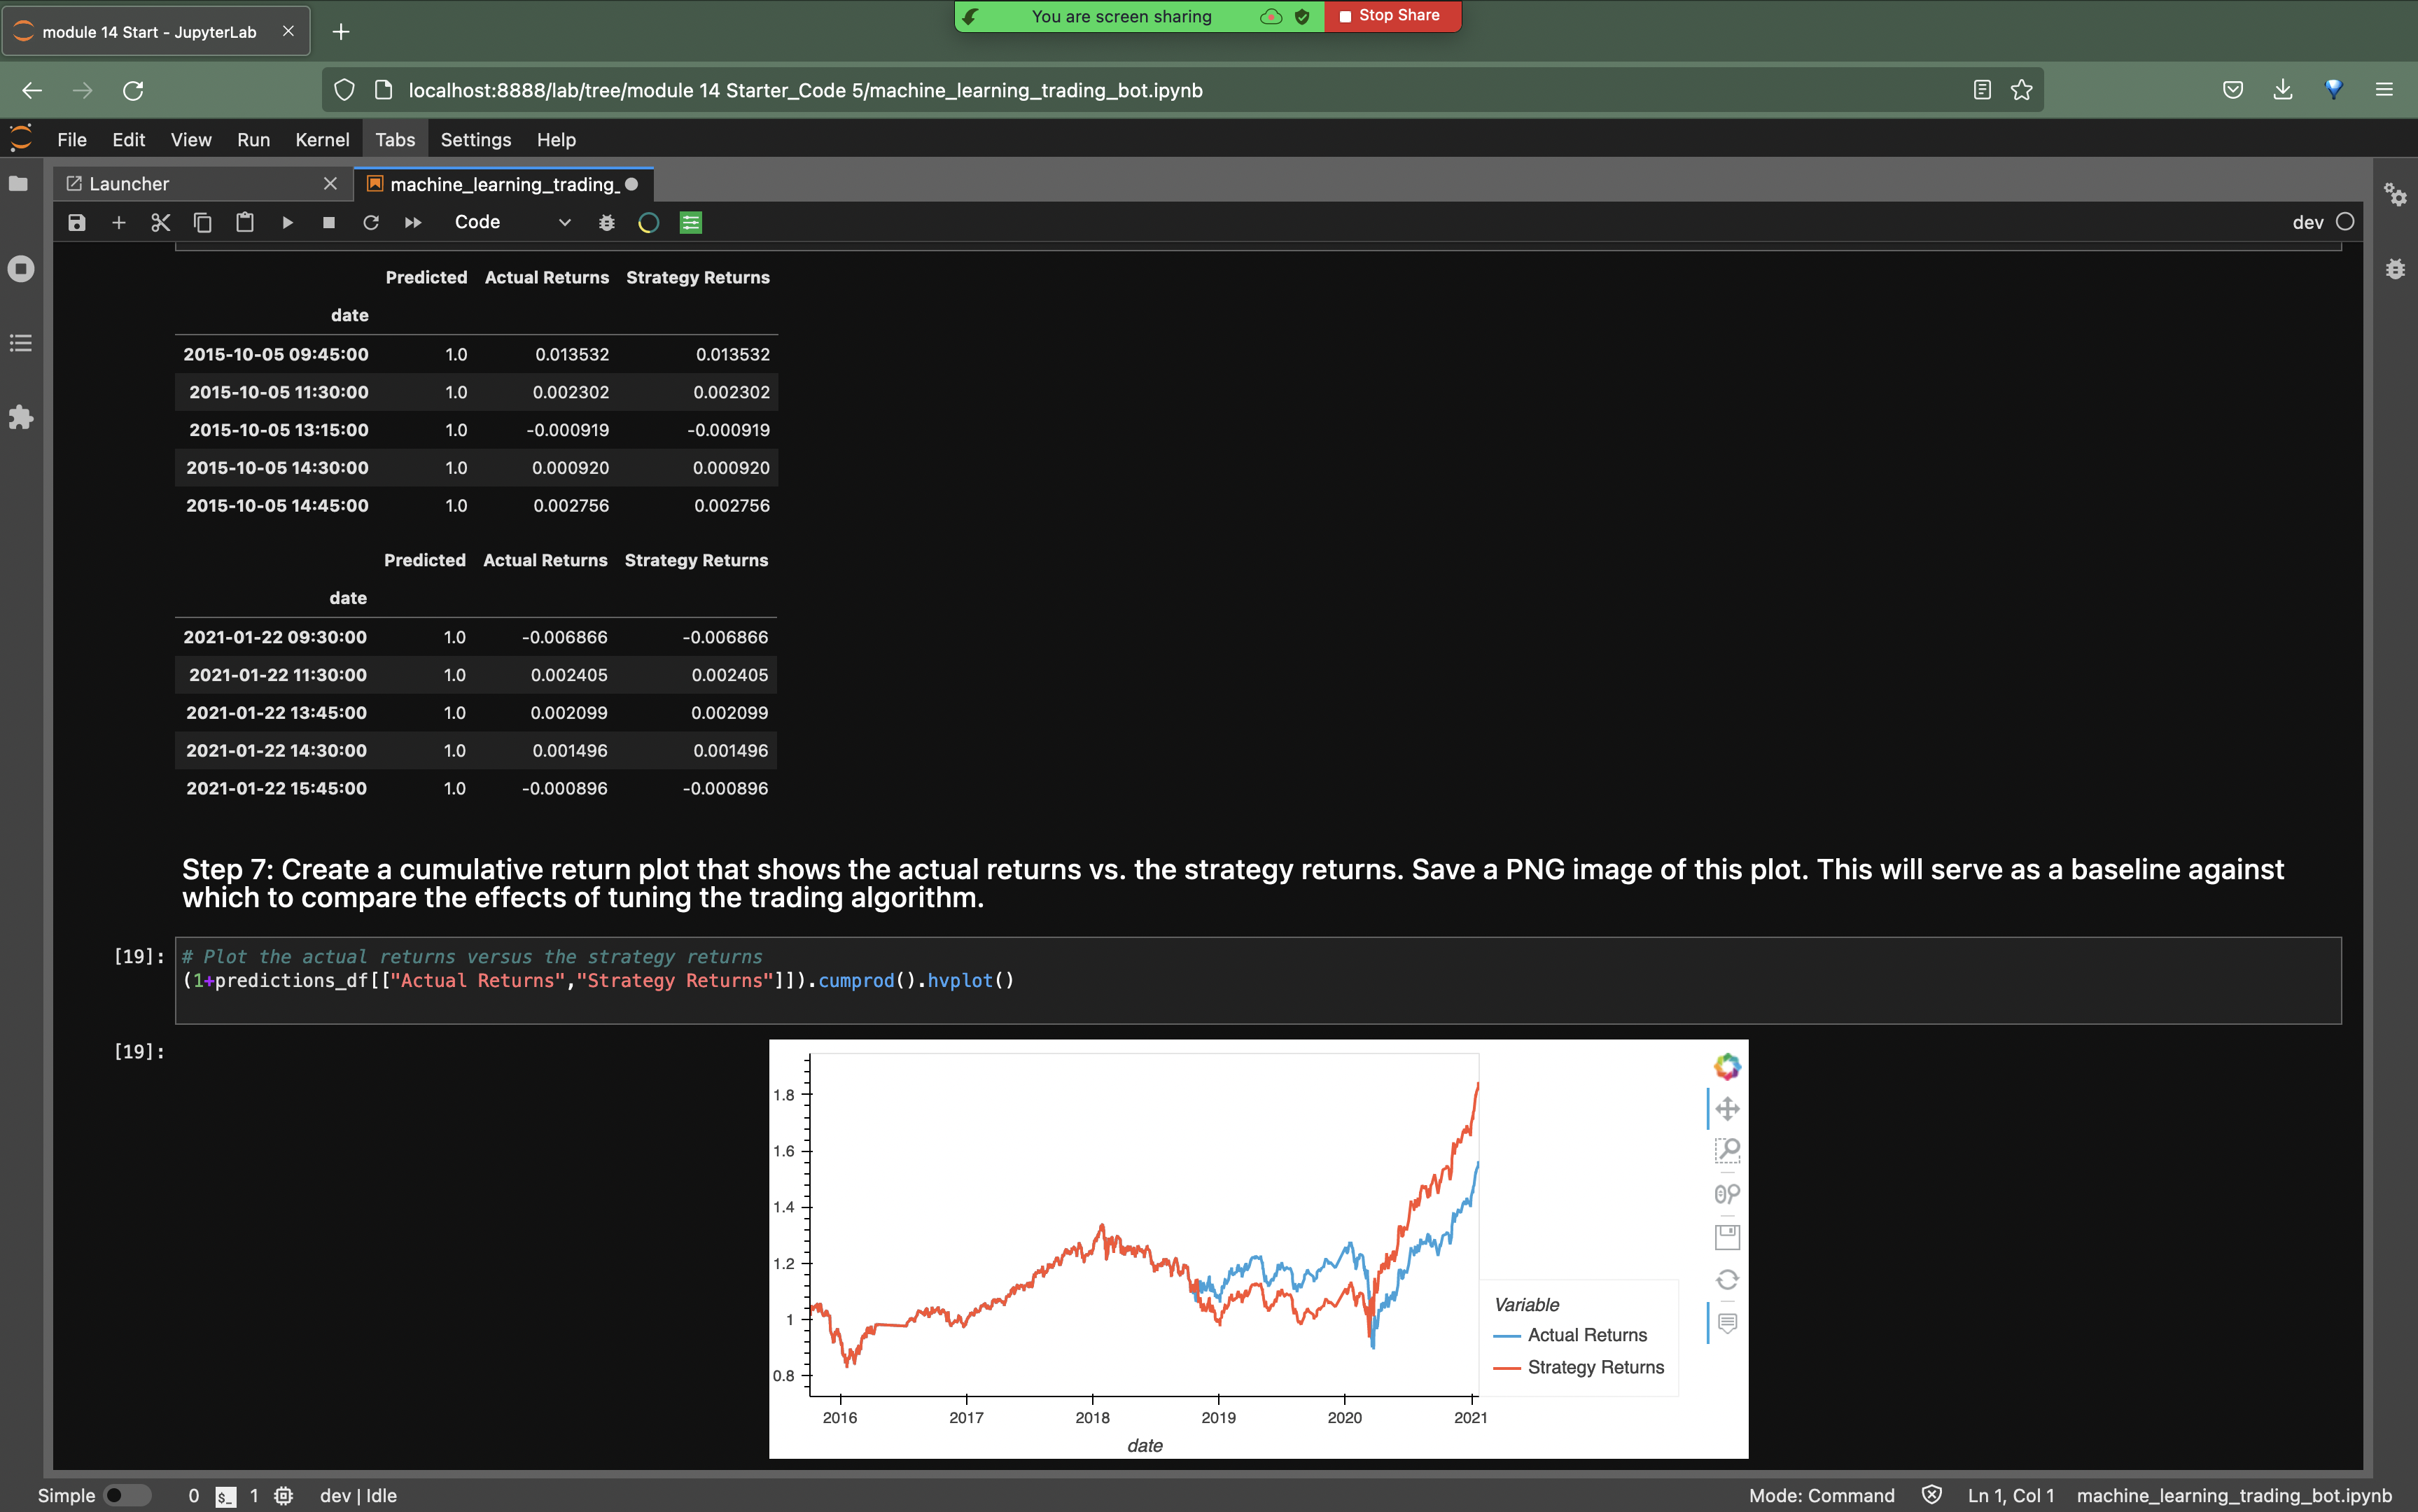 You are screen sharing
Stop Share
module 14 Start - JupyterLab
localhost:8888/lab/tree/module 14 Starter_Code 5/machine_learning_trading_bot.ipynb
File Edit View Run Kernel Tabs Settings Help
Launcher
machine_learning_trading_
Code
dev
Predicted Actual Returns Strategy Returns
date
2015-10-05 09:45:00 1.0 0.013532 0.013532
2015-10-05 11:30:00 1.0 0.002302 0.002302
2015-10-05 13:15:00 1.0 -0.000919 -0.000919
2015-10-05 14:30:00 1.0 0.000920 0.000920
2015-10-05 14:45:00 1.0 0.002756 0.002756
Predicted Actual Returns Strategy Returns
date
2021-01-22 09:30:00 1.0 -0.006866 -0.006866
2021-01-22 11:30:00 1.0 0.002405 0.002405
2021-01-22 13:45:00 1.0 0.002099 0.002099
2021-01-22 14:30:00 1.0 0.001496 0.001496
2021-01-22 15:45:00 1.0 -0.000896 -0.000896
Step 7: Create a cumulative return plot that shows the actual returns vs. the strategy returns. Save a PNG image of this plot. This will serve as a baseline against
which to compare the effects of tuning the trading algorithm.
[19]: # Plot the actual returns versus the strategy returns
(1+predictions_df[["Actual Returns","Strategy Returns"]]).cumprod().hvplot()
[19]:
1.8
1.6
1.4
1.2
1
0.8
Variable
Actual Returns
Strategy Returns
2016 2017 2018 2019 2020 2021
date
Simple 0 $_ 1 dev | Idle Mode: Command Ln 1, Col 1 machine_learning_trading_bot.ipynb